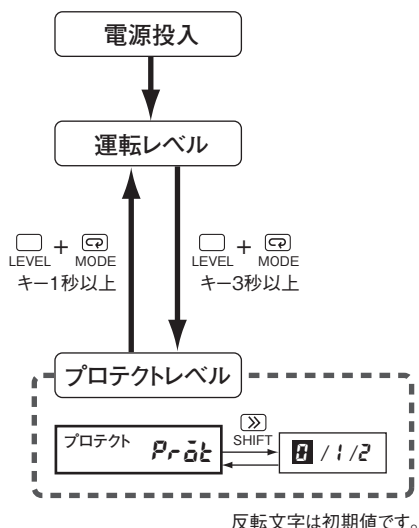 電源投入
運転レベル
LEVEL + MODE
キー1秒以上
LEVEL + MODE
キー3秒以上
プロテクトレベル
プロテクト Prōt
SHIFT
0 / 1 / 2
反転文字は初期値です。